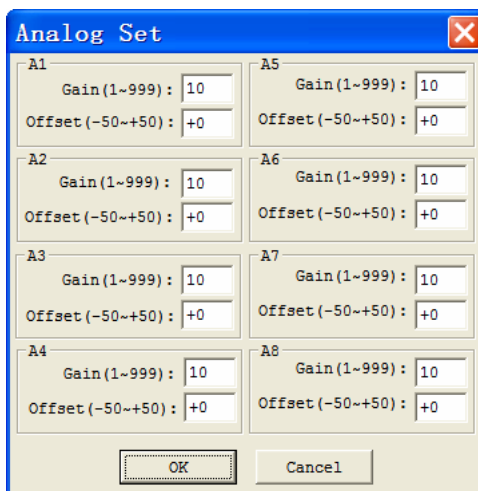 Analog Set
A1
Gain(1~999): 10
Offset(-50~+50): +0
A2
Gain(1~999): 10
Offset(-50~+50): +0
A3
Gain(1~999): 10
Offset(-50~+50): +0
A4
Gain(1~999): 10
Offset(-50~+50): +0
A5
Gain(1~999): 10
Offset(-50~+50): +0
A6
Gain(1~999): 10
Offset(-50~+50): +0
A7
Gain(1~999): 10
Offset(-50~+50): +0
A8
Gain(1~999): 10
Offset(-50~+50): +0
OK
Cancel